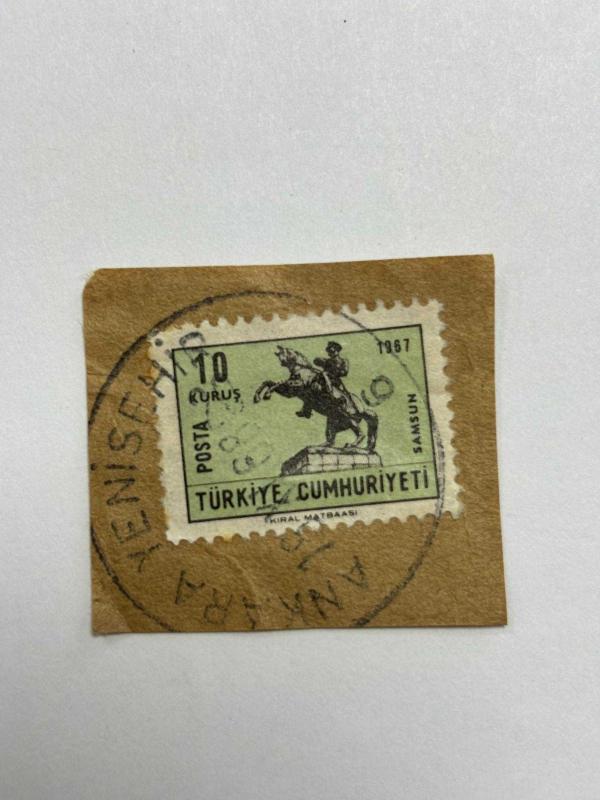 10
KURUŞ
POSTA
1967
SAMSUN
TÜRKİYE CUMHURİYETİ
KIRAL MATBAASI
ANKARA YENİŞEHİR